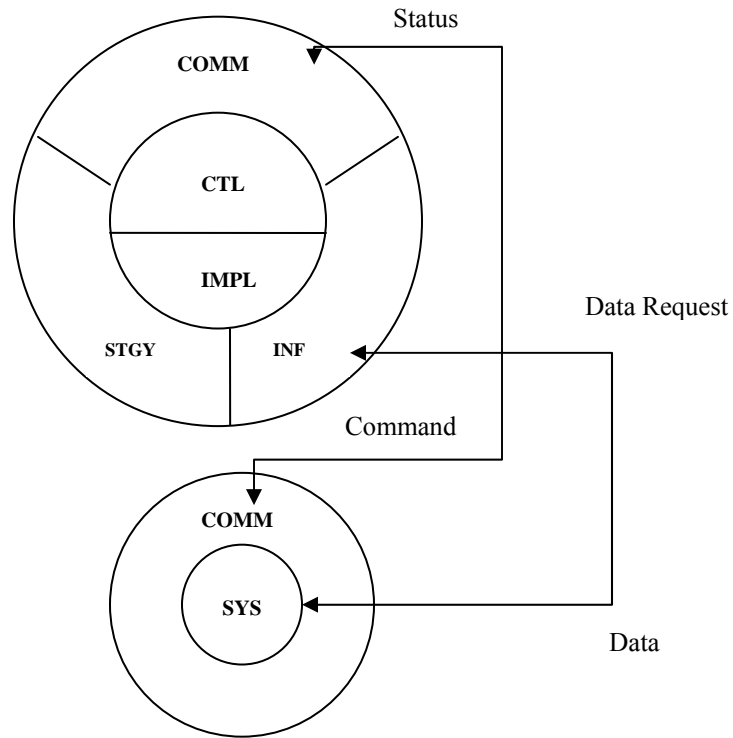 Status
COMM
CTL
IMPL
Data Request
STGY
INF
Command
COMM
SYS
Data